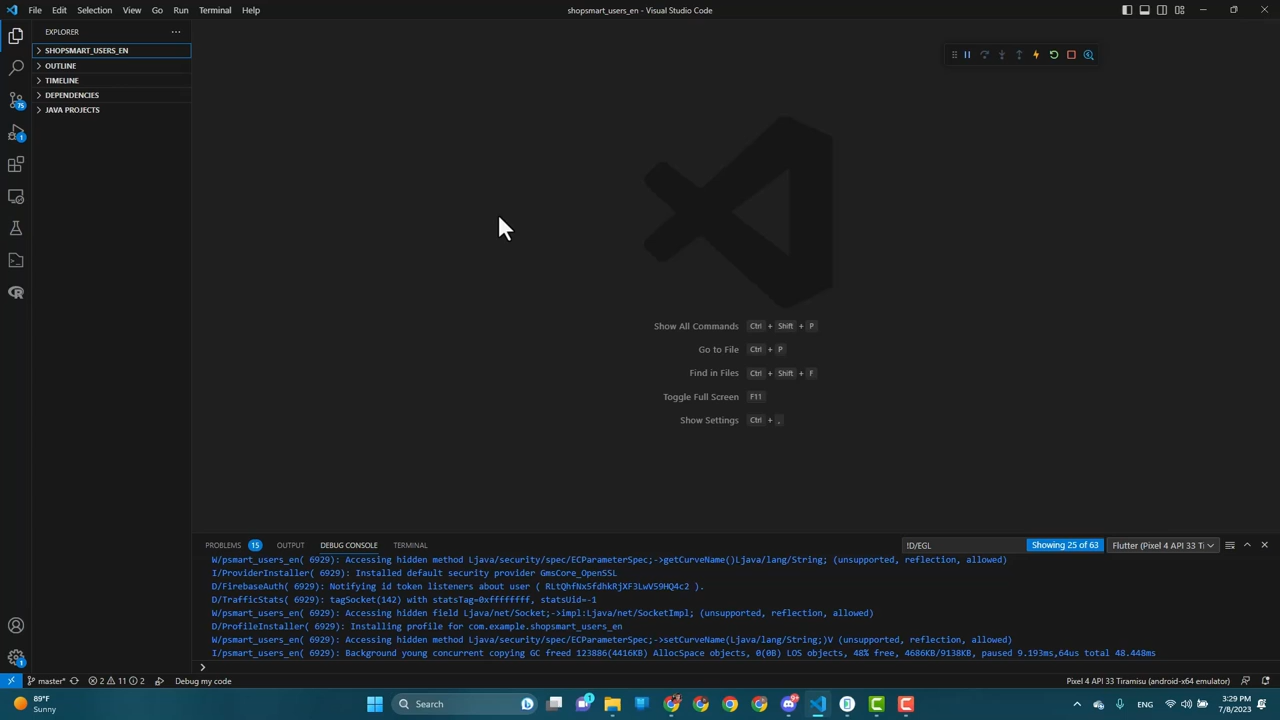 File Edit Selection View Go Run Terminal Help
shopsmart_users_en - Visual Studio Code
EXPLORER
SHOPSMART_USERS_EN
OUTLINE
TIMELINE
DEPENDENCIES
JAVA PROJECTS
75
1
1
Show All Commands Ctrl + Shift + P
Go to File Ctrl + P
Find in Files Ctrl + Shift + F
Toggle Full Screen F11
Show Settings Ctrl + ,
PROBLEMS 15 OUTPUT DEBUG CONSOLE TERMINAL
!D/EGL Showing 25 of 63 Flutter (Pixel 4 API 33 Ti
W/psmart_users_en( 6929): Accessing hidden method Ljava/security/spec/ECParameterSpec;->getCurveName()Ljava/lang/String; (unsupported, reflection, allowed)
I/ProviderInstaller( 6929): Installed default security provider GmsCore_OpenSSL
D/FirebaseAuth( 6929): Notifying id token listeners about user ( RLtQhfNxSfdhkRjXF3LwV59HQ4c2 ).
D/TrafficStats( 6929): tagSocket(142) with statsTag=0xffffffff, statsUid=-1
W/psmart_users_en( 6929): Accessing hidden field Ljava/net/Socket;->impl:Ljava/net/SocketImpl; (unsupported, reflection, allowed)
D/ProfileInstaller( 6929): Installing profile for com.example.shopsmart_users_en
W/psmart_users_en( 6929): Accessing hidden method Ljava/security/spec/ECParameterSpec;->setCurveName(Ljava/lang/String;)V (unsupported, reflection, allowed)
I/psmart_users_en( 6929): Background young concurrent copying GC freed 123886(4416KB) AllocSpace objects, 0(0B) LOS objects, 48% free, 4686KB/9138KB, paused 9.193ms,64us total 48.448ms
master* 2 11 2 Debug my code
Pixel 4 API 33 Tiramisu (android-x64 emulator)
89°F
Sunny
Search
1
ENG
3:29 PM
7/8/2023